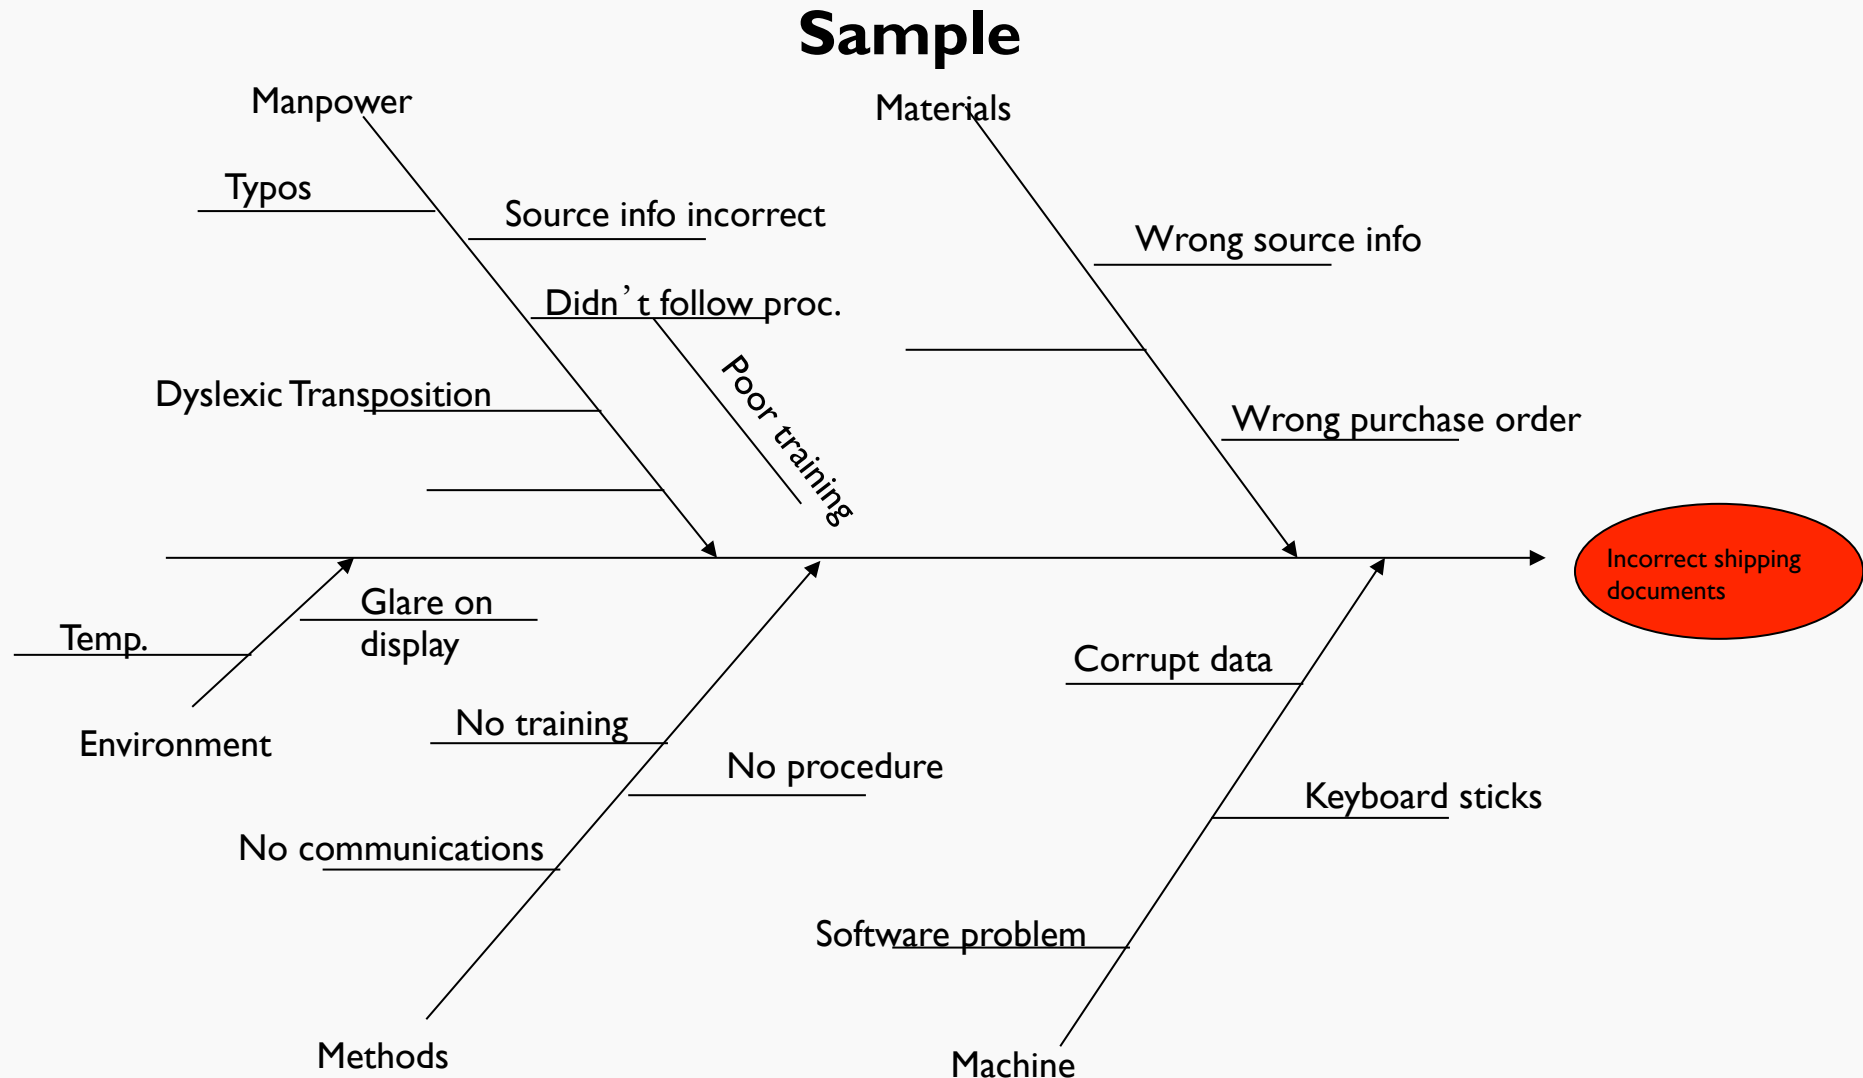 Sample
Manpower
Materials
Typos
Source info incorrect
Wrong source info
Didn’t follow proc.
Poor training
Dyslexic Transposition
Wrong purchase order
Incorrect shipping
documents
Glare on
display
Temp.
Corrupt data
No training
Environment
No procedure
Keyboard sticks
No communications
Software problem
Methods
Machine